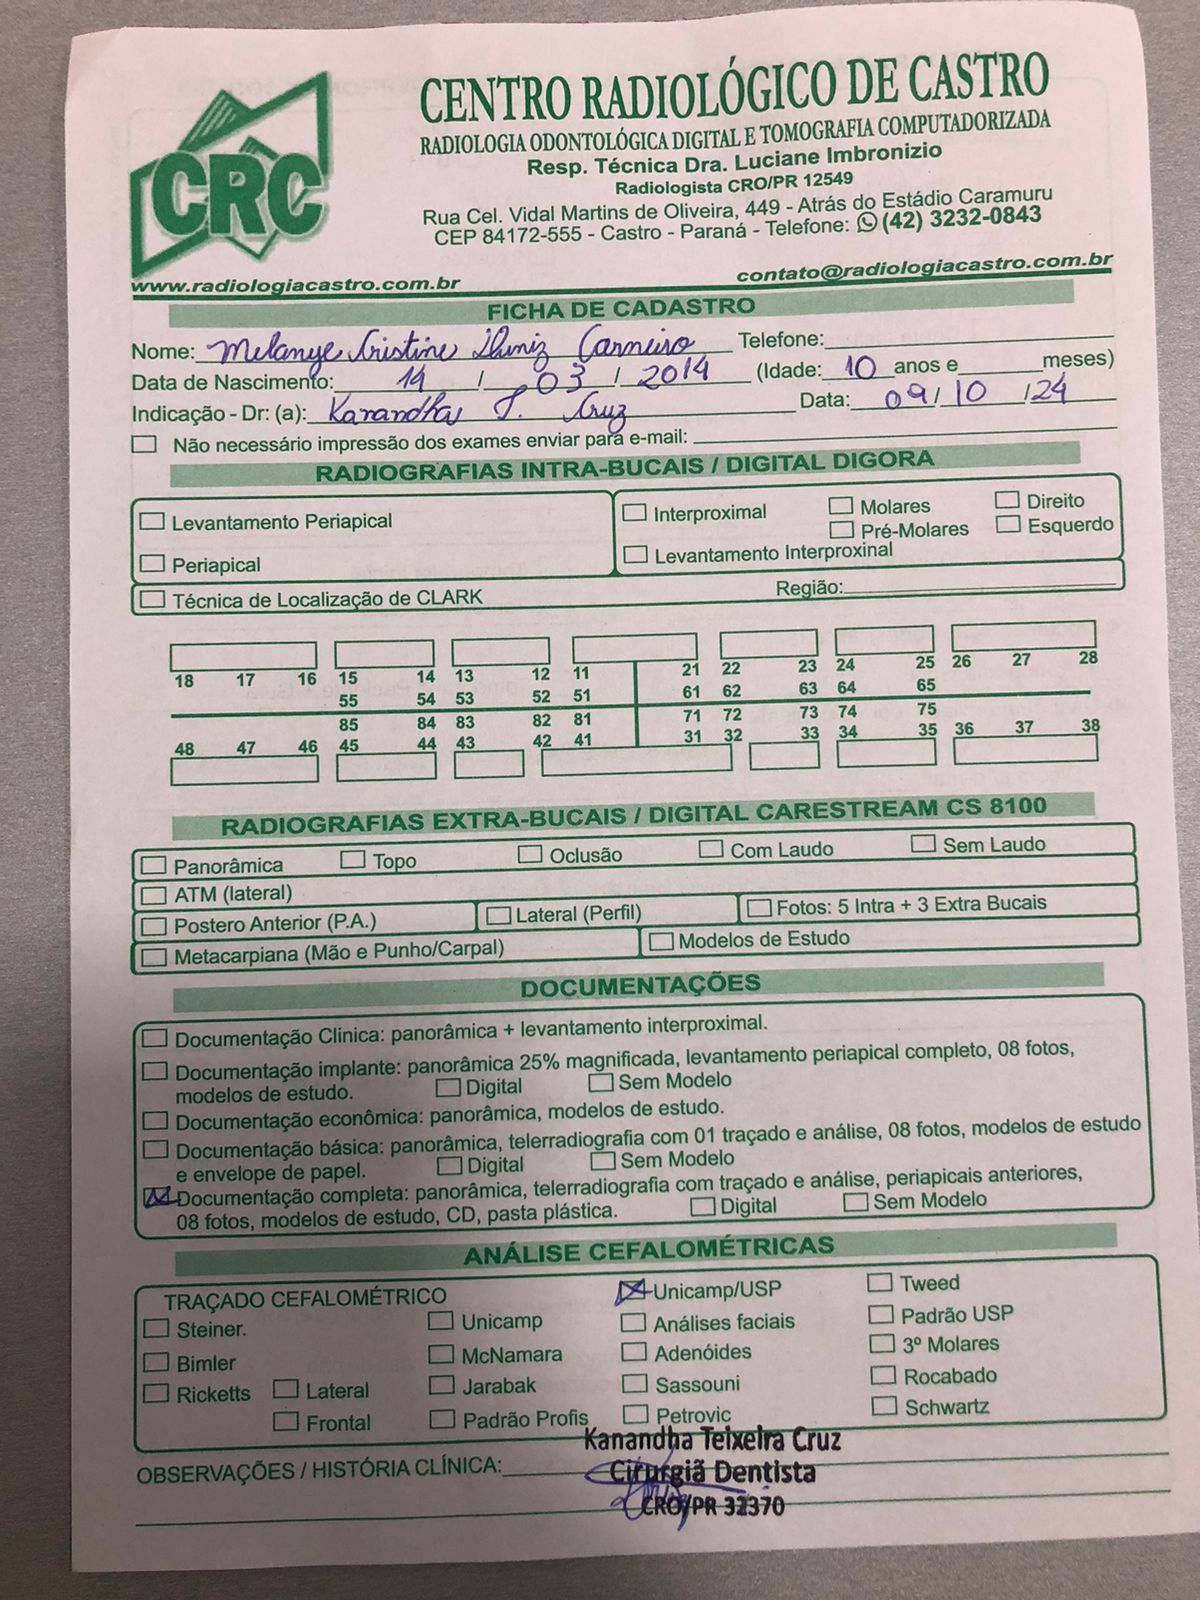 CRC
CENTRO RADIOLÓGICO DE CASTRO
RADIOLOGIA ODONTOLÓGICA DIGITAL E TOMOGRAFIA COMPUTADORIZADA
Resp. Técnica Dra. Luciane Imbronizio
Radiologista CRO/PR 12549
Rua Cel. Vidal Martins de Oliveira, 449 - Atrás do Estádio Caramuru
CEP 84172-555 - Castro - Paraná - Telefone: (42) 3232-0843
www.radiologiacastro.com.br contato@radiologiacastro.com.br
FICHA DE CADASTRO
Nome: Melanye Cristine Diniz Carneiro Telefone:
Data de Nascimento: 14 / 03 / 2014 (Idade: 10 anos e meses)
Indicação - Dr: (a): Kanandha T. Cruz Data: 09/10/24
Não necessário impressão dos exames enviar para e-mail:
RADIOGRAFIAS INTRA-BUCAIS / DIGITAL DIGORA
Levantamento Periapical Interproximal Molares Direito
Pré-Molares Esquerdo
Periapical Levantamento Interproxinal
Técnica de Localização de CLARK Região:
18 17 16 15 14 13 12 11 21 22 23 24 25 26 27 28
55 54 53 52 51 61 62 63 64 65
85 84 83 82 81 71 72 73 74 75
48 47 46 45 44 43 42 41 31 32 33 34 35 36 37 38
RADIOGRAFIAS EXTRA-BUCAIS / DIGITAL CARESTREAM CS 8100
Panorâmica Topo Oclusão Com Laudo Sem Laudo
ATM (lateral)
Postero Anterior (P.A.) Lateral (Perfil) Fotos: 5 Intra + 3 Extra Bucais
Metacarpiana (Mão e Punho/Carpal) Modelos de Estudo
DOCUMENTAÇÕES
Documentação Clinica: panorâmica + levantamento interproximal.
Documentação implante: panorâmica 25% magnificada, levantamento periapical completo, 08 fotos,
modelos de estudo. Digital Sem Modelo
Documentação econômica: panorâmica, modelos de estudo.
Documentação básica: panorâmica, telerradiografia com 01 traçado e análise, 08 fotos, modelos de estudo
e envelope de papel. Digital Sem Modelo
Documentação completa: panorâmica, telerradiografia com traçado e análise, periapicais anteriores,
08 fotos, modelos de estudo, CD, pasta plástica. Digital Sem Modelo
ANÁLISE CEFALOMÉTRICAS
TRAÇADO CEFALOMÉTRICO Unicamp/USP Tweed
Steiner. Unicamp Análises faciais Padrão USP
Bimler McNamara Adenóides 3º Molares
Ricketts Lateral Jarabak Sassouni Rocabado
Frontal Padrão Profis Petrovic Schwartz
Kanandha Teixeira Cruz
OBSERVAÇÕES / HISTÓRIA CLÍNICA: Cirurgiã Dentista
CRO/PR 32370